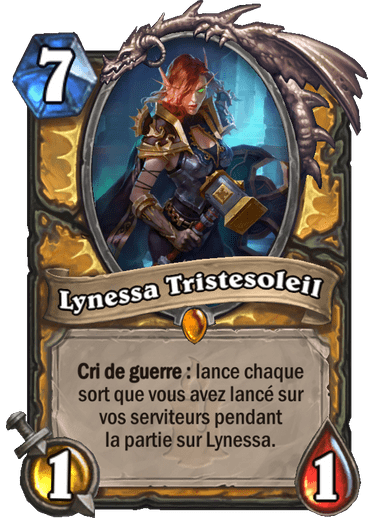 7
Lynessa Tristesoleil
Cri de guerre : lance chaque
sort que vous avez lancé sur
vos serviteurs pendant
la partie sur Lynessa.
1
1